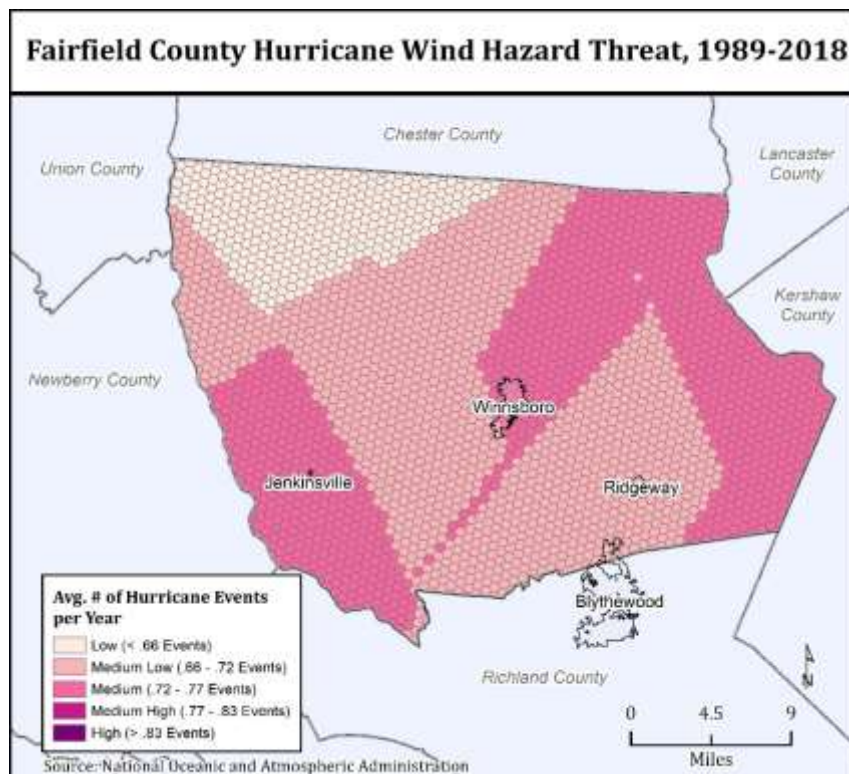 Fairfield County Hurricane Wind Hazard Threat, 1989-2018
Chester County
Union County
Lancaster
County
Kershaw
County
Newberry County
Winnsboro
Jenkinsville
Ridgeway
Blythewood
Richland County
Avg. # of Hurricane Events
per Year
Low (< .66 Events)
Medium Low (.66 - .72 Events)
Medium (.72 - .77 Events)
Medium High (.77 - .83 Events)
High (> .83 Events)
N
0 4.5 9
Miles
Source: National Oceanic and Atmospheric Administration